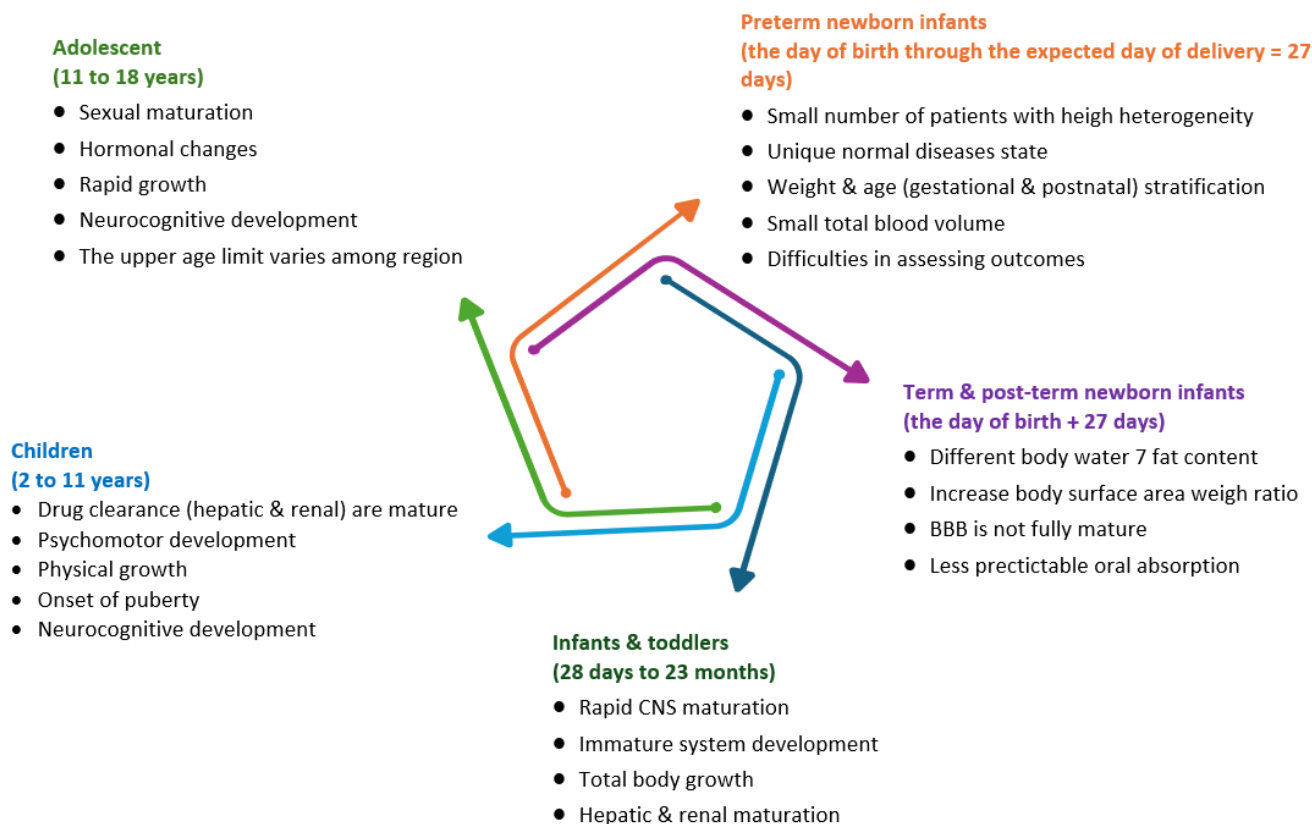 Adolescent
(11 to 18 years)
● Sexual maturation
● Hormonal changes
● Rapid growth
● Neurocognitive development
● The upper age limit varies among region
Preterm newborn infants
(the day of birth through the expected day of delivery = 27
days)
● Small number of patients with heigh heterogeneity
● Unique normal diseases state
● Weight & age (gestational & postnatal) stratification
● Small total blood volume
● Difficulties in assessing outcomes
Term & post-term newborn infants
(the day of birth + 27 days)
● Different body water 7 fat content
● Increase body surface area weigh ratio
● BBB is not fully mature
● Less prectictable oral absorption
Children
(2 to 11 years)
● Drug clearance (hepatic & renal) are mature
● Psychomotor development
● Physical growth
● Onset of puberty
● Neurocognitive development
Infants & toddlers
(28 days to 23 months)
● Rapid CNS maturation
● Immature system development
● Total body growth
● Hepatic & renal maturation